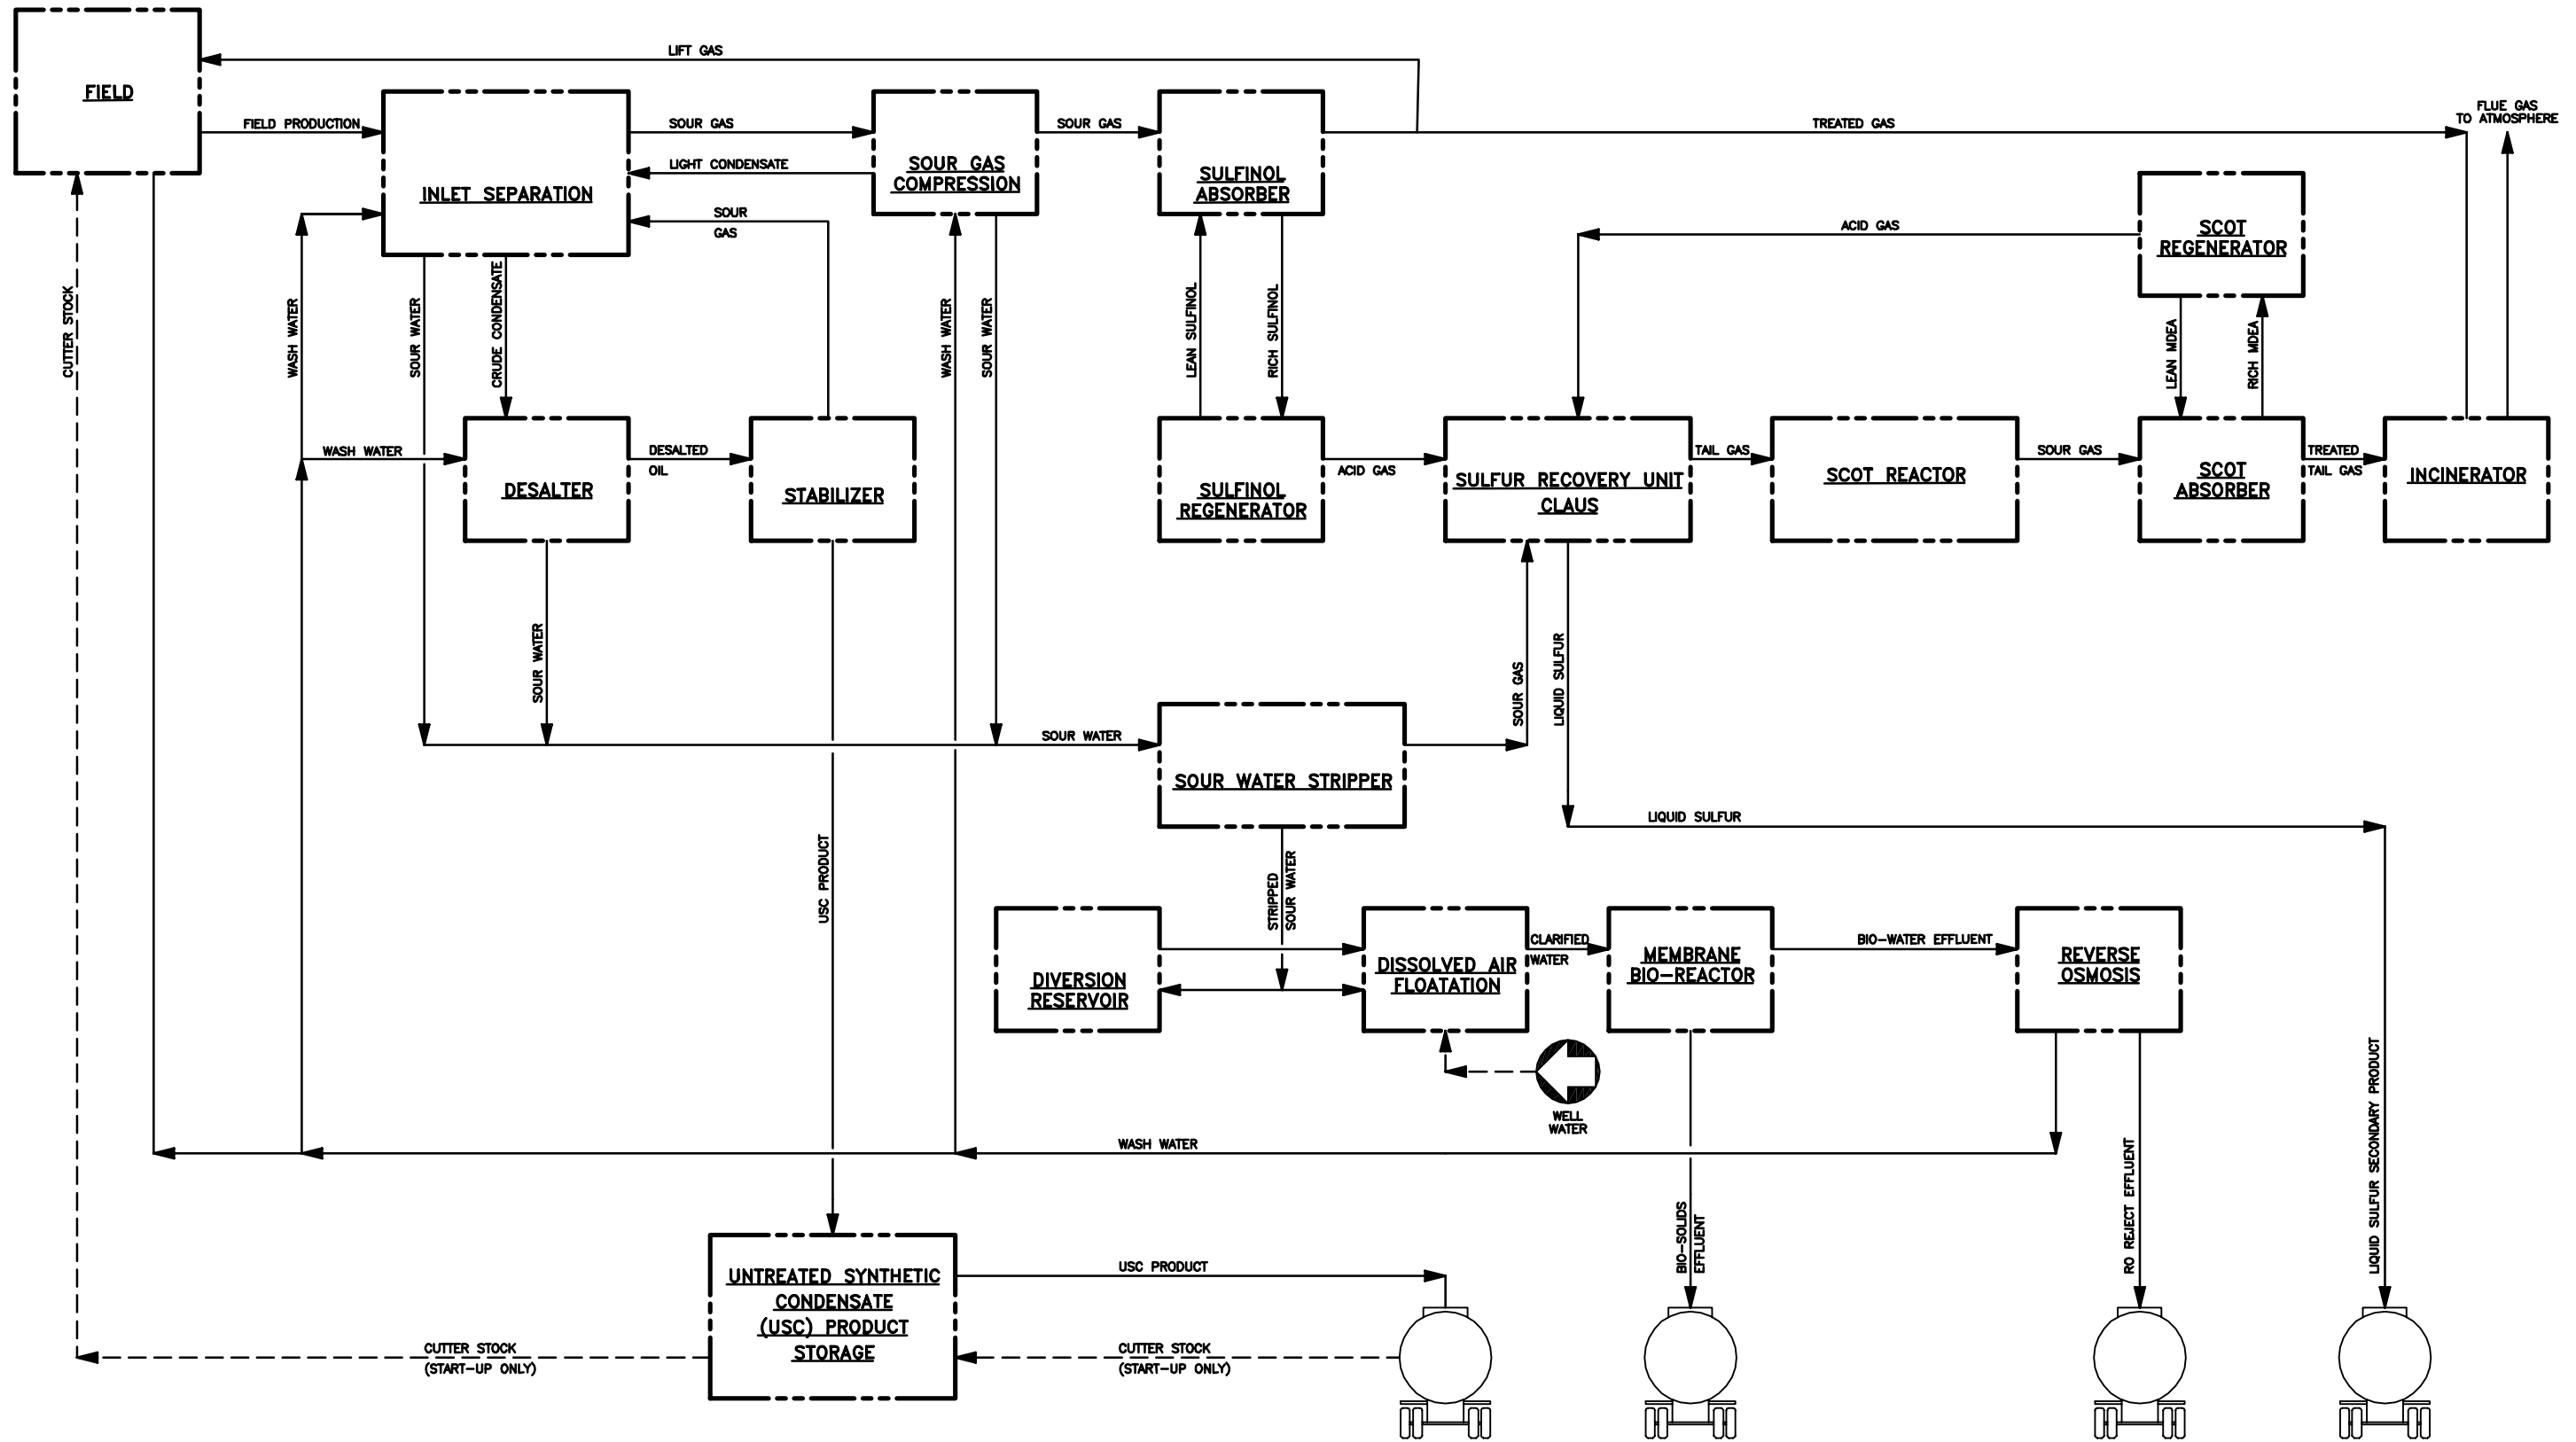 LIFT GAS
FIELD
FLUE GAS
TO ATMOSPHERE
FIELD PRODUCTION
SOUR GAS
SOUR GAS
TREATED GAS
LIGHT CONDENSATE
SOUR GAS
COMPRESSION
SULFINOL
ABSORBER
INLET SEPARATION
SOUR
GAS
ACID GAS
SCOT
REGENERATOR
CUTTER STOCK
WASH WATER
SOUR WATER
CRUDE CONDENSATE
WASH WATER
SOUR WATER
LEAN SULFINOL
RICH SULFINOL
LEAN MDEA
RICH MDEA
WASH WATER
DESALTED
OIL
DESALTER
STABILIZER
SULFINOL
REGENERATOR
ACID GAS
SULFUR RECOVERY UNIT
CLAUS
TAIL GAS
SCOT REACTOR
SOUR GAS
SCOT
ABSORBER
TREATED
TAIL GAS
INCINERATOR
SOUR WATER
SOUR GAS
LIQUID SULFUR
SOUR WATER
SOUR WATER STRIPPER
LIQUID SULFUR
USC PRODUCT
STRIPPED
SOUR WATER
DIVERSION
RESERVOIR
DISSOLVED AIR
FLOATATION
CLARIFIED
WATER
MEMBRANE
BIO-REACTOR
BIO-WATER EFFLUENT
REVERSE
OSMOSIS
WELL
WATER
WASH WATER
BIO-SOLIDS
EFFLUENT
RO REJECT EFFLUENT
LIQUID SULFUR SECONDARY PRODUCT
UNTREATED SYNTHETIC
CONDENSATE
(USC) PRODUCT
STORAGE
USC PRODUCT
CUTTER STOCK
(START-UP ONLY)
CUTTER STOCK
(START-UP ONLY)